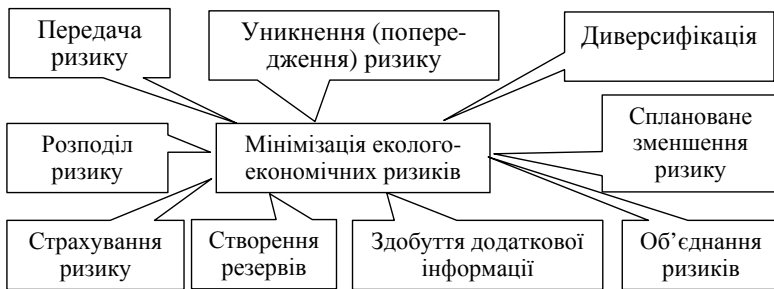 Передача
ризику
Уникнення (попере-
дження) ризику
Диверсифікація
Розподіл
ризику
Мінімізація еколого-
економічних ризиків
Сплановане
зменшення
ризику
Страхування
ризику
Створення
резервів
Здобуття додаткової
інформації
Об’єднання
ризиків